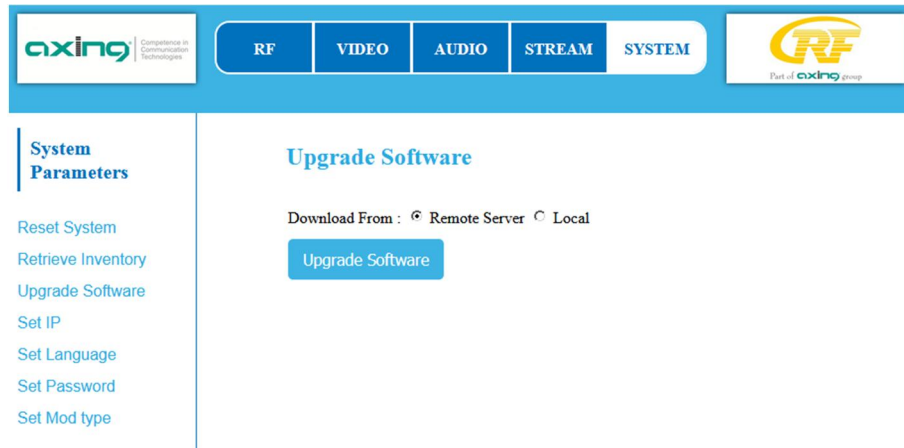 axing
Competence in
Communication
Technologies
RF
VIDEO
AUDIO
STREAM
SYSTEM
CRF
Part of axing group
System
Parameters
Reset System
Retrieve Inventory
Upgrade Software
Set IP
Set Language
Set Password
Set Mod type
Upgrade Software
Download From : Remote Server Local
Upgrade Software